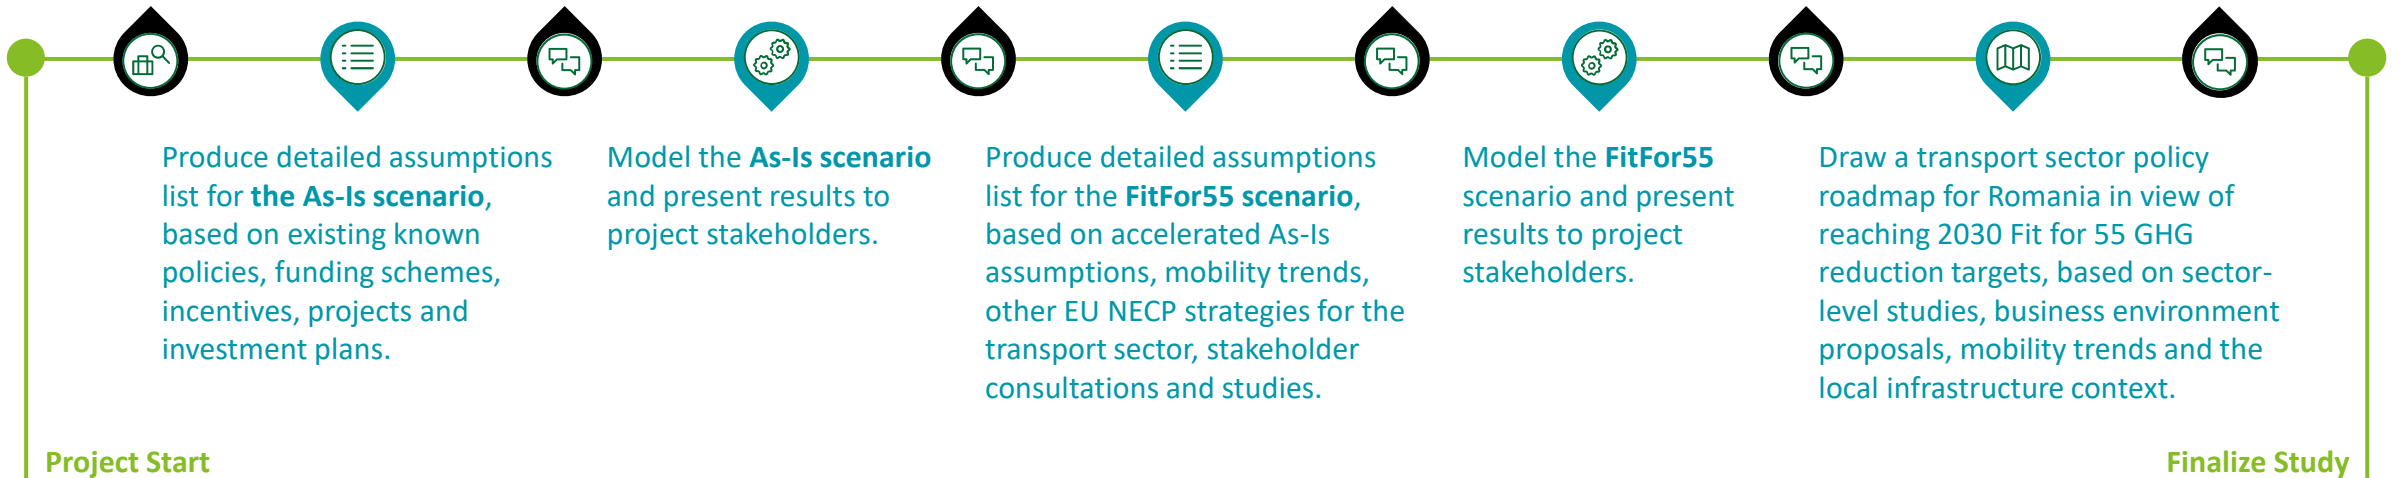 Produce detailed assumptions
list for the As-Is scenario,
based on existing known
policies, funding schemes,
incentives, projects and
investment plans.
Model the As-Is scenario
and present results to
project stakeholders.
Produce detailed assumptions
list for the FitFor55 scenario,
based on accelerated As-Is
assumptions, mobility trends,
other EU NECP strategies for the
transport sector, stakeholder
consultations and studies.
Model the FitFor55
scenario and present
results to project
stakeholders.
Draw a transport sector policy
roadmap for Romania in view of
reaching 2030 Fit for 55 GHG
reduction targets, based on sector-
level studies, business environment
proposals, mobility trends and the
local infrastructure context.
Project Start
Finalize Study